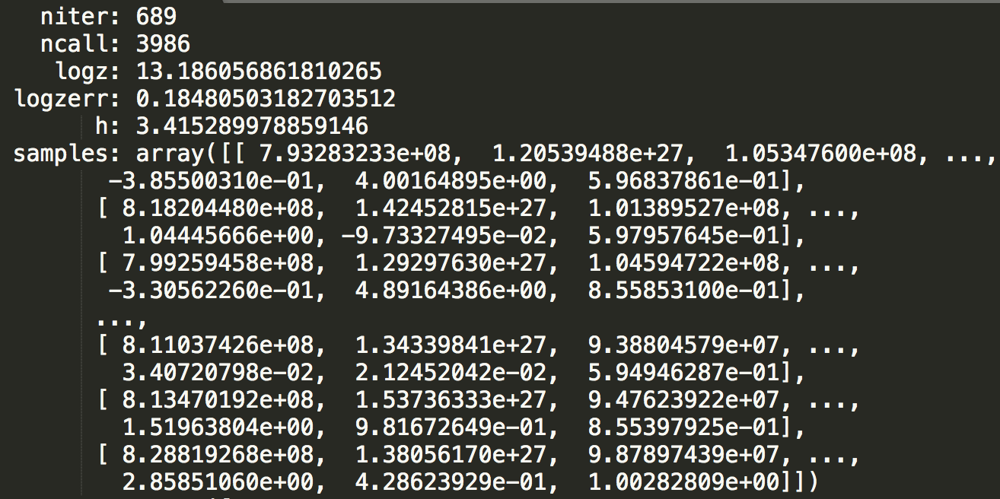 niter: 689
ncall: 3986
logz: 13.186056861810265
logzerr: 0.18480503182703512
h: 3.415289978859146
samples: array([[ 7.93283233e+08, 1.20539488e+27, 1.05347600e+08, ...,
-3.85500310e-01, 4.00164895e+00, 5.96837861e-01],
[ 8.18204480e+08, 1.42452815e+27, 1.01389527e+08, ...,
1.04445666e+00, -9.73327495e-02, 5.97957645e-01],
[ 7.99259458e+08, 1.29297630e+27, 1.04594722e+08, ...,
-3.30562260e-01, 4.89164386e+00, 8.55853100e-01],
...,
[ 8.11037426e+08, 1.34339841e+27, 9.38804579e+07, ...,
3.40720798e-02, 2.12452042e-02, 5.94946287e-01],
[ 8.13470192e+08, 1.53736333e+27, 9.47623922e+07, ...,
1.51963804e+00, 9.81672649e-01, 8.55397925e-01],
[ 8.28819268e+08, 1.38056170e+27, 9.87897439e+07, ...,
2.85851060e+00, 4.28623929e-01, 1.00282809e+00]])